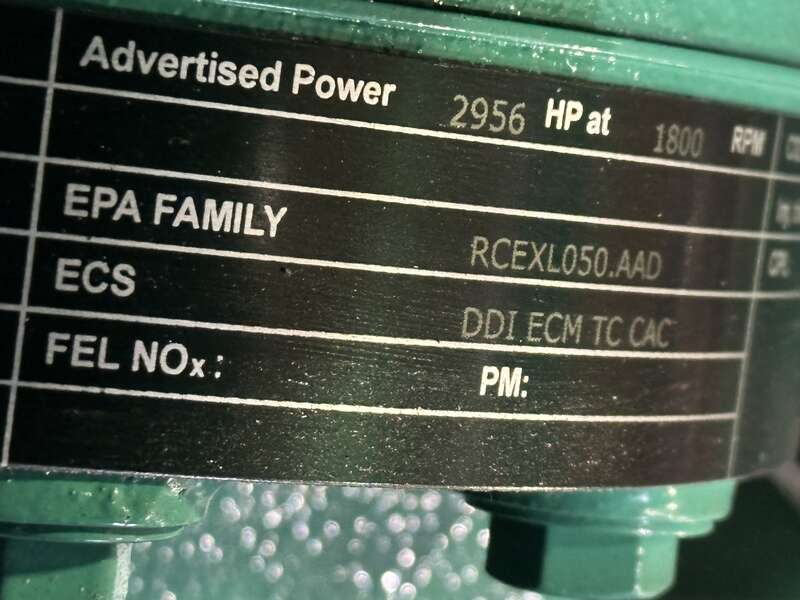 Advertised Power 2956 HP at 1800 RPM
EPA FAMILY RCEXL050.AAD
ECS DDI ECM TC CAC
FEL NOx: PM: